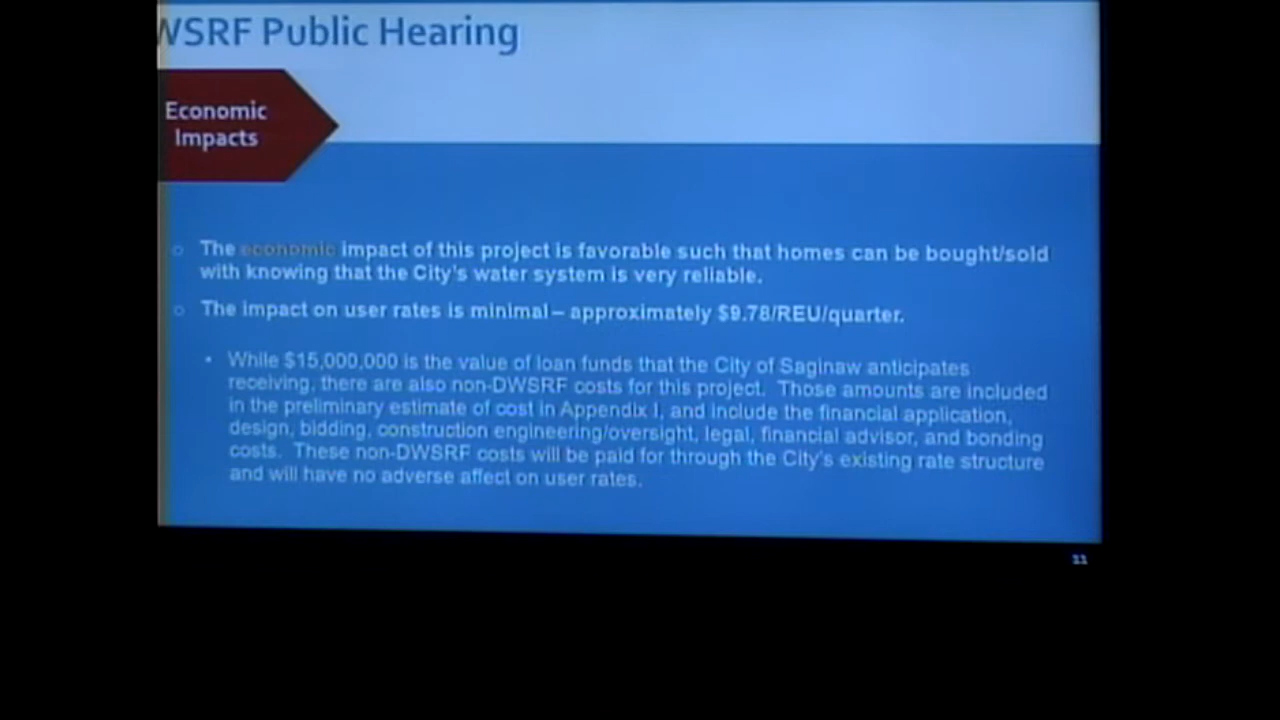 WSRF Public Hearing
Economic
Impacts
The economic impact of this project is favorable such that homes can be bought/sold
with knowing that the City's water system is very reliable.
The impact on user rates is minimal – approximately $9.78/REU/quarter.
While $15,000,000 is the value of loan funds that the City of Saginaw anticipates
receiving, there are also non-DWSRF costs for this project. Those amounts are included
in the preliminary estimate of cost in Appendix I, and include the financial application,
design, bidding, construction engineering/oversight, legal, financial advisor, and bonding
costs. These non-DWSRF costs will be paid for through the City's existing rate structure
and will have no adverse affect on user rates.
11